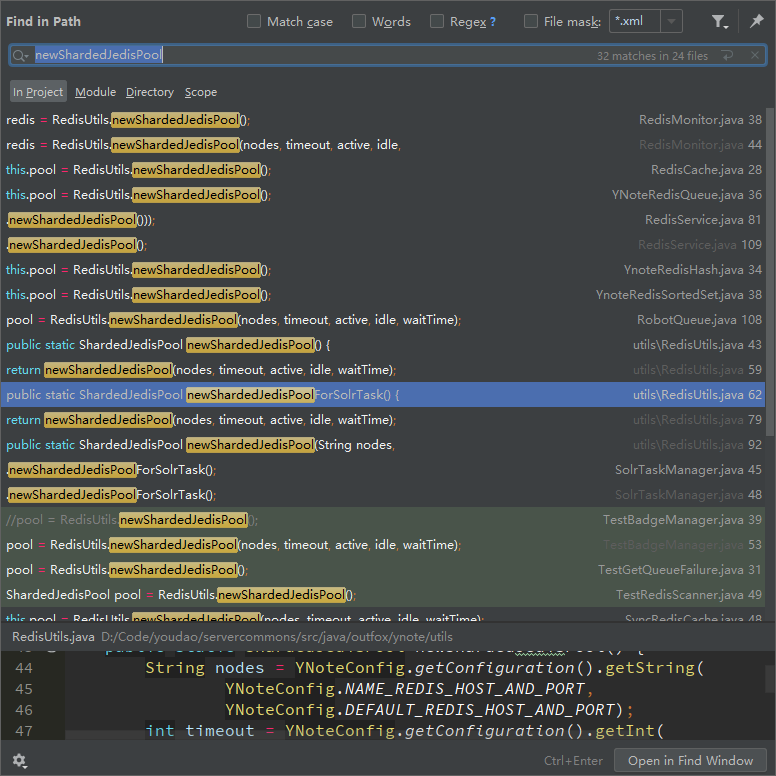 Find in Path Match case Words Regex ? File mask: *.xml
newShardedJedisPool 32 matches in 24 files
In Project Module Directory Scope
redis = RedisUtils.newShardedJedisPool(); RedisMonitor.java 38
redis = RedisUtils.newShardedJedisPool(nodes, timeout, active, idle, RedisMonitor.java 44
this.pool = RedisUtils.newShardedJedisPool(); RedisCache.java 28
this.pool = RedisUtils.newShardedJedisPool(); YNoteRedisQueue.java 36
.newShardedJedisPool())); RedisService.java 81
.newShardedJedisPool(); RedisService.java 109
this.pool = RedisUtils.newShardedJedisPool(); YnoteRedisHash.java 34
this.pool = RedisUtils.newShardedJedisPool(); YnoteRedisSortedSet.java 38
pool = RedisUtils.newShardedJedisPool(nodes, timeout, active, idle, waitTime); RobotQueue.java 108
public static ShardedJedisPool newShardedJedisPool() { utils\RedisUtils.java 43
return newShardedJedisPool(nodes, timeout, active, idle, waitTime); utils\RedisUtils.java 59
public static ShardedJedisPool newShardedJedisPoolForSolrTask() { utils\RedisUtils.java 62
return newShardedJedisPool(nodes, timeout, active, idle, waitTime); utils\RedisUtils.java 79
public static ShardedJedisPool newShardedJedisPool(String nodes, utils\RedisUtils.java 92
.newShardedJedisPoolForSolrTask(); SolrTaskManager.java 45
.newShardedJedisPoolForSolrTask(); SolrTaskManager.java 48
//pool = RedisUtils.newShardedJedisPool(); TestBadgeManager.java 39
pool = RedisUtils.newShardedJedisPool(nodes, timeout, active, idle, waitTime); TestBadgeManager.java 53
pool = RedisUtils.newShardedJedisPool(); TestGetQueueFailure.java 31
ShardedJedisPool pool = RedisUtils.newShardedJedisPool(); TestRedisScanner.java 49
this.pool = RedisUtils.newShardedJedisPool(nodes, timeout, active, idle, waitTime); SyncRedisCache.java 48
RedisUtils.java D:/Code/youdao/servercommons/src/java/outfox/ynote/utils
44 String nodes = YNoteConfig.getConfiguration().getString(
45 YNoteConfig.NAME_REDIS_HOST_AND_PORT,
46 YNoteConfig.DEFAULT_REDIS_HOST_AND_PORT);
47 int timeout = YNoteConfig.getConfiguration().getInt(
Ctrl+Enter Open in Find Window